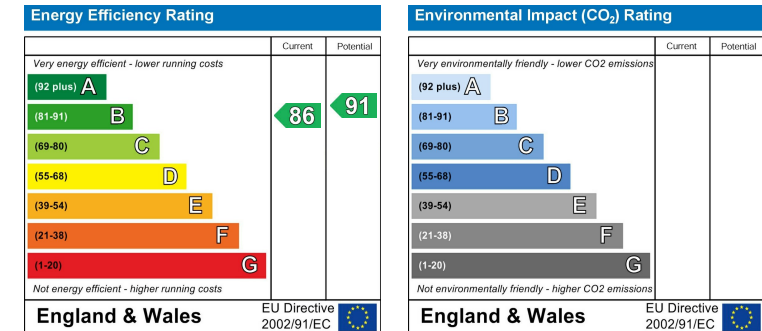 Energy Efficiency Rating
Current Potential
Very energy efficient - lower running costs
(92 plus) A
(81-91) B
86
91
(69-80) C
(55-68) D
(39-54) E
(21-38) F
(1-20) G
Not energy efficient - higher running costs
England & Wales
EU Directive
2002/91/EC
Environmental Impact (CO₂) Rating
Current Potential
Very environmentally friendly - lower CO2 emissions
(92 plus) A
(81-91) B
(69-80) C
(55-68) D
(39-54) E
(21-38) F
(1-20) G
Not environmentally friendly - higher CO2 emissions
England & Wales
EU Directive
2002/91/EC